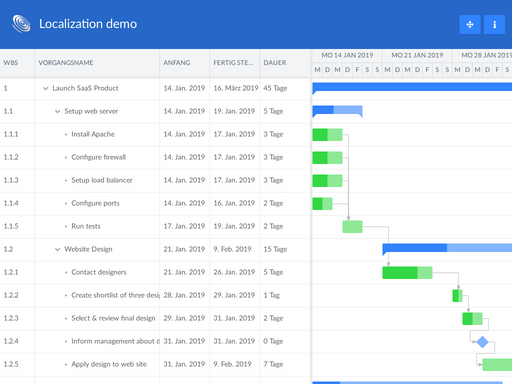 Localization demo
WBS VORGANGSNAME ANFANG FERTIG STE... DAUER
MO 14 JAN 2019 MO 21 JAN 2019 MO 28 JAN 2019
M D M D F S S M D M D F S S M D M D F S
1 Launch SaaS Product 14. Jan. 2019 16. März 2019 45 Tage
1.1 Setup web server 14. Jan. 2019 19. Jan. 2019 5 Tage
1.1.1 Install Apache 14. Jan. 2019 17. Jan. 2019 3 Tage
1.1.2 Configure firewall 14. Jan. 2019 17. Jan. 2019 3 Tage
1.1.3 Setup load balancer 14. Jan. 2019 17. Jan. 2019 3 Tage
1.1.4 Configure ports 14. Jan. 2019 16. Jan. 2019 2 Tage
1.1.5 Run tests 17. Jan. 2019 19. Jan. 2019 2 Tage
1.2 Website Design 21. Jan. 2019 9. Feb. 2019 15 Tage
1.2.1 Contact designers 21. Jan. 2019 26. Jan. 2019 5 Tage
1.2.2 Create shortlist of three desig 28. Jan. 2019 29. Jan. 2019 1 Tag
1.2.3 Select & review final design 29. Jan. 2019 31. Jan. 2019 2 Tage
1.2.4 Inform management about d 31. Jan. 2019 31. Jan. 2019 0 Tage
1.2.5 Apply design to web site 31. Jan. 2019 9. Feb. 2019 7 Tage